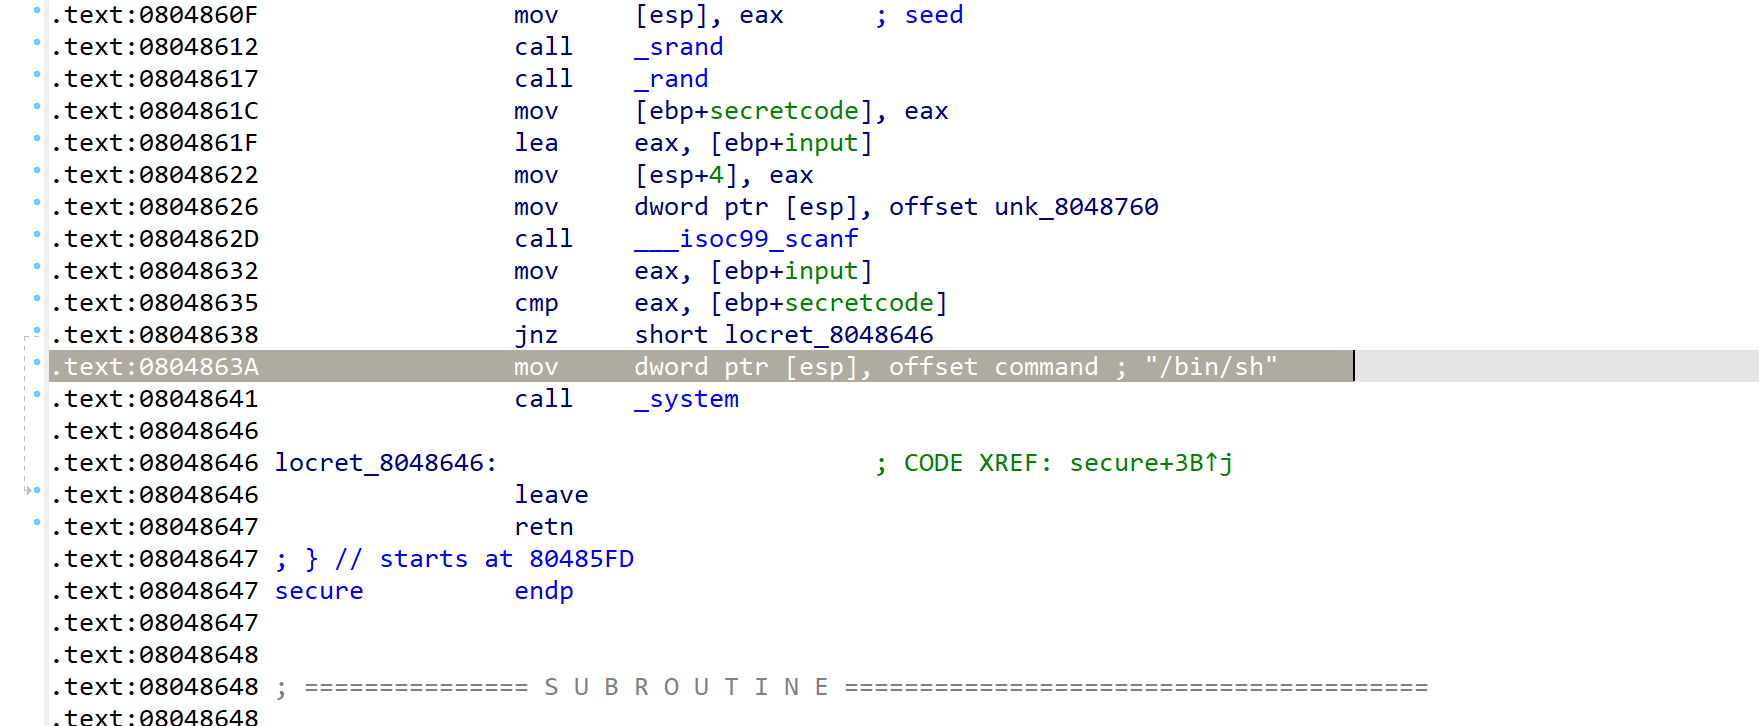 .text:0804860F mov [esp], eax ; seed
.text:08048612 call _srand
.text:08048617 call _rand
.text:0804861C mov [ebp+secretcode], eax
.text:0804861F lea eax, [ebp+input]
.text:08048622 mov [esp+4], eax
.text:08048626 mov dword ptr [esp], offset unk_8048760
.text:0804862D call ___isoc99_scanf
.text:08048632 mov eax, [ebp+input]
.text:08048635 cmp eax, [ebp+secretcode]
.text:08048638 jnz short locret_8048646
.text:0804863A mov dword ptr [esp], offset command ; "/bin/sh"
.text:08048641 call _system
.text:08048646
.text:08048646 locret_8048646: ; CODE XREF: secure+3B↑j
.text:08048646 leave
.text:08048647 retn
.text:08048647 ; } // starts at 80485FD
.text:08048647 secure endp
.text:08048647
.text:08048648
.text:08048648 ; =============== S U B R O U T I N E =======================================
.text:08048648